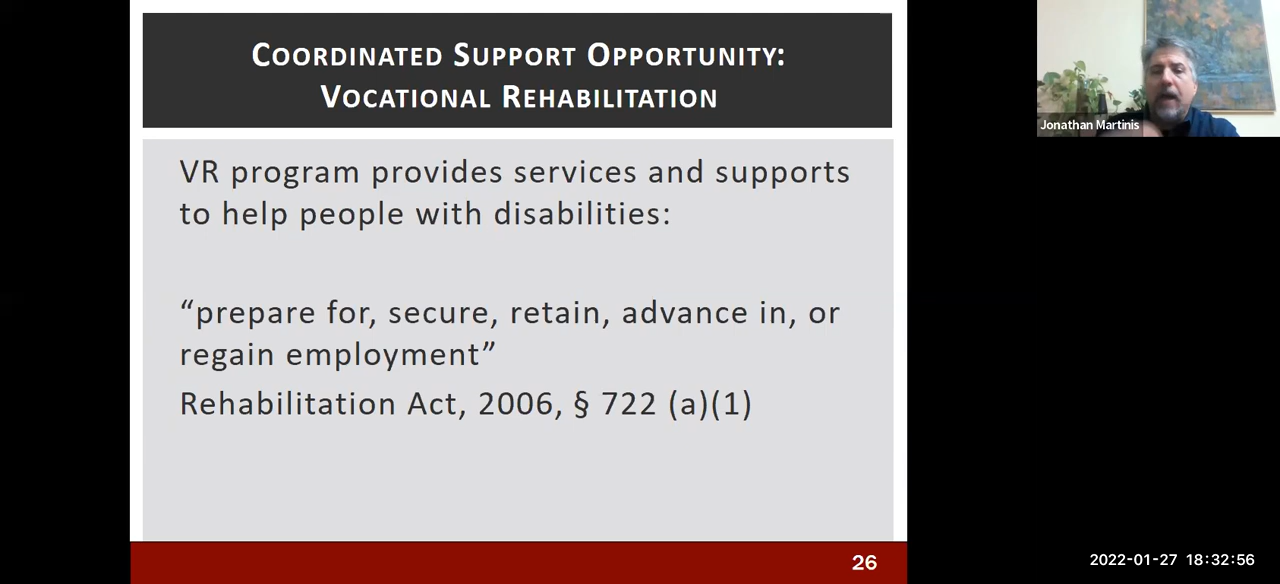 COORDINATED SUPPORT OPPORTUNITY:
VOCATIONAL REHABILITATION
VR program provides services and supports
to help people with disabilities:
“prepare for, secure, retain, advance in, or
regain employment”
Rehabilitation Act, 2006, § 722 (a)(1)
26
Jonathan Martinis
2022-01-27 18:32:56